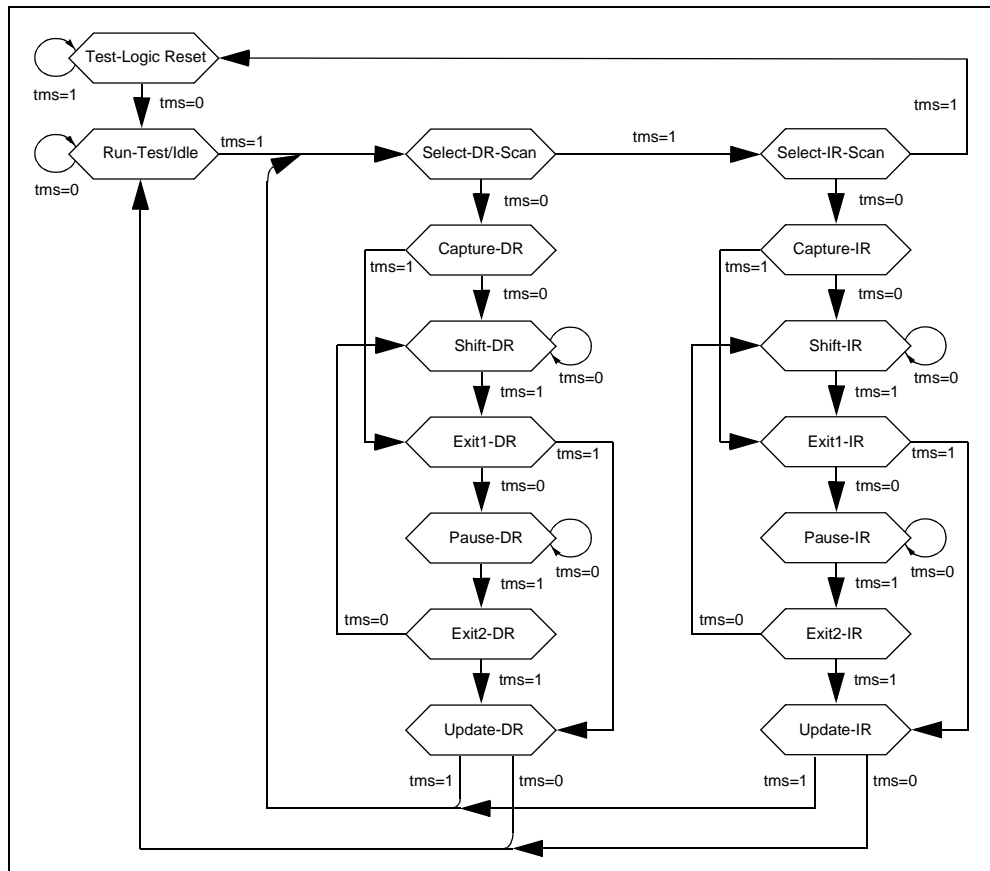 Test-Logic Reset
tms=1
tms=0
tms=1
Run-Test/Idle
tms=1
Select-DR-Scan
tms=1
Select-IR-Scan
tms=0
tms=0
tms=0
Capture-DR
Capture-IR
tms=1
tms=1
tms=0
tms=0
Shift-DR
Shift-IR
tms=0
tms=0
tms=1
tms=1
Exit1-DR
Exit1-IR
tms=1
tms=1
tms=0
tms=0
Pause-DR
Pause-IR
tms=0
tms=0
tms=1
tms=1
tms=0
Exit2-DR
tms=0
Exit2-IR
tms=1
tms=1
Update-DR
Update-IR
tms=1
tms=0
tms=1
tms=0